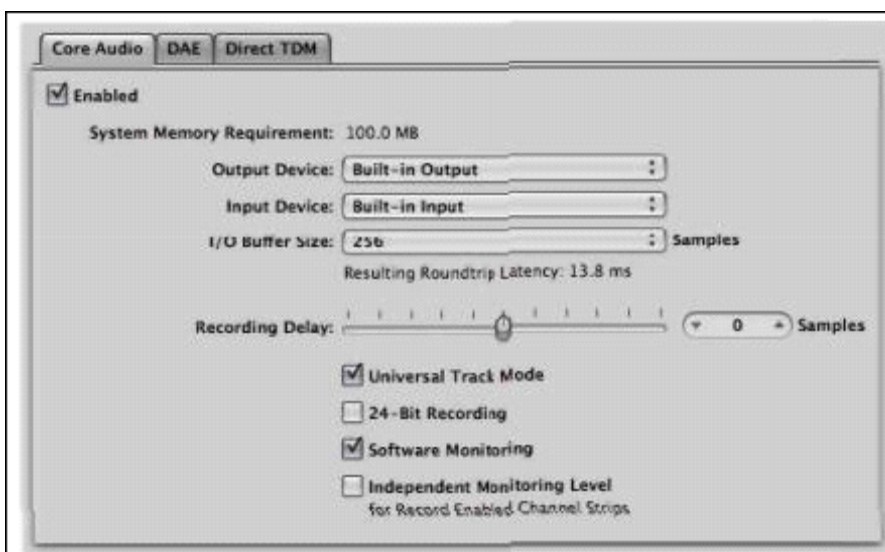 Core Audio DAE Direct TDM
Enabled
System Memory Requirement: 100.0 MB
Output Device: Built-in Output
Input Device: Built-in Input
I/O Buffer Size: 256 Samples
Resulting Roundtrip Latency: 13.8 ms
Recording Delay: 0 Samples
Universal Track Mode
24-Bit Recording
Software Monitoring
Independent Monitoring Level
for Record Enabled Channel Strips